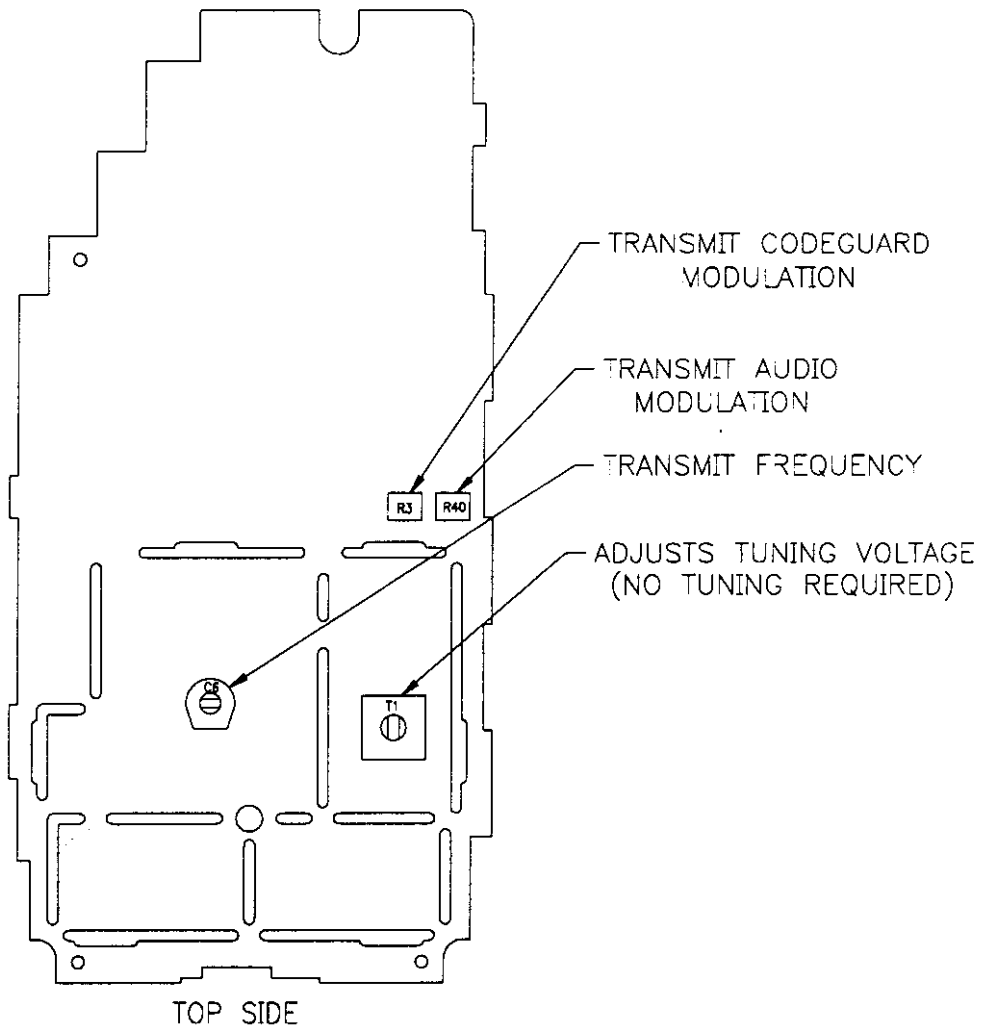 TRANSMIT CODEGUARD
MODULATION
TRANSMIT AUDIO
MODULATION
TRANSMIT FREQUENCY
R3
R40
ADJUSTS TUNING VOLTAGE
(NO TUNING REQUIRED)
C6
T1
TOP SIDE